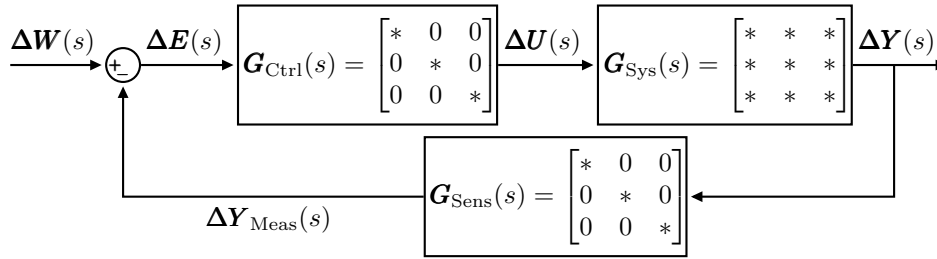 ΔW(s)
+
−
ΔE(s)
G_Ctrl(s) = [* 0 0
0 * 0
0 0 *]
ΔU(s)
G_Sys(s) = [* * *
* * *
* * *]
ΔY(s)
G_Sens(s) = [* 0 0
0 * 0
0 0 *]
ΔY_Meas(s)